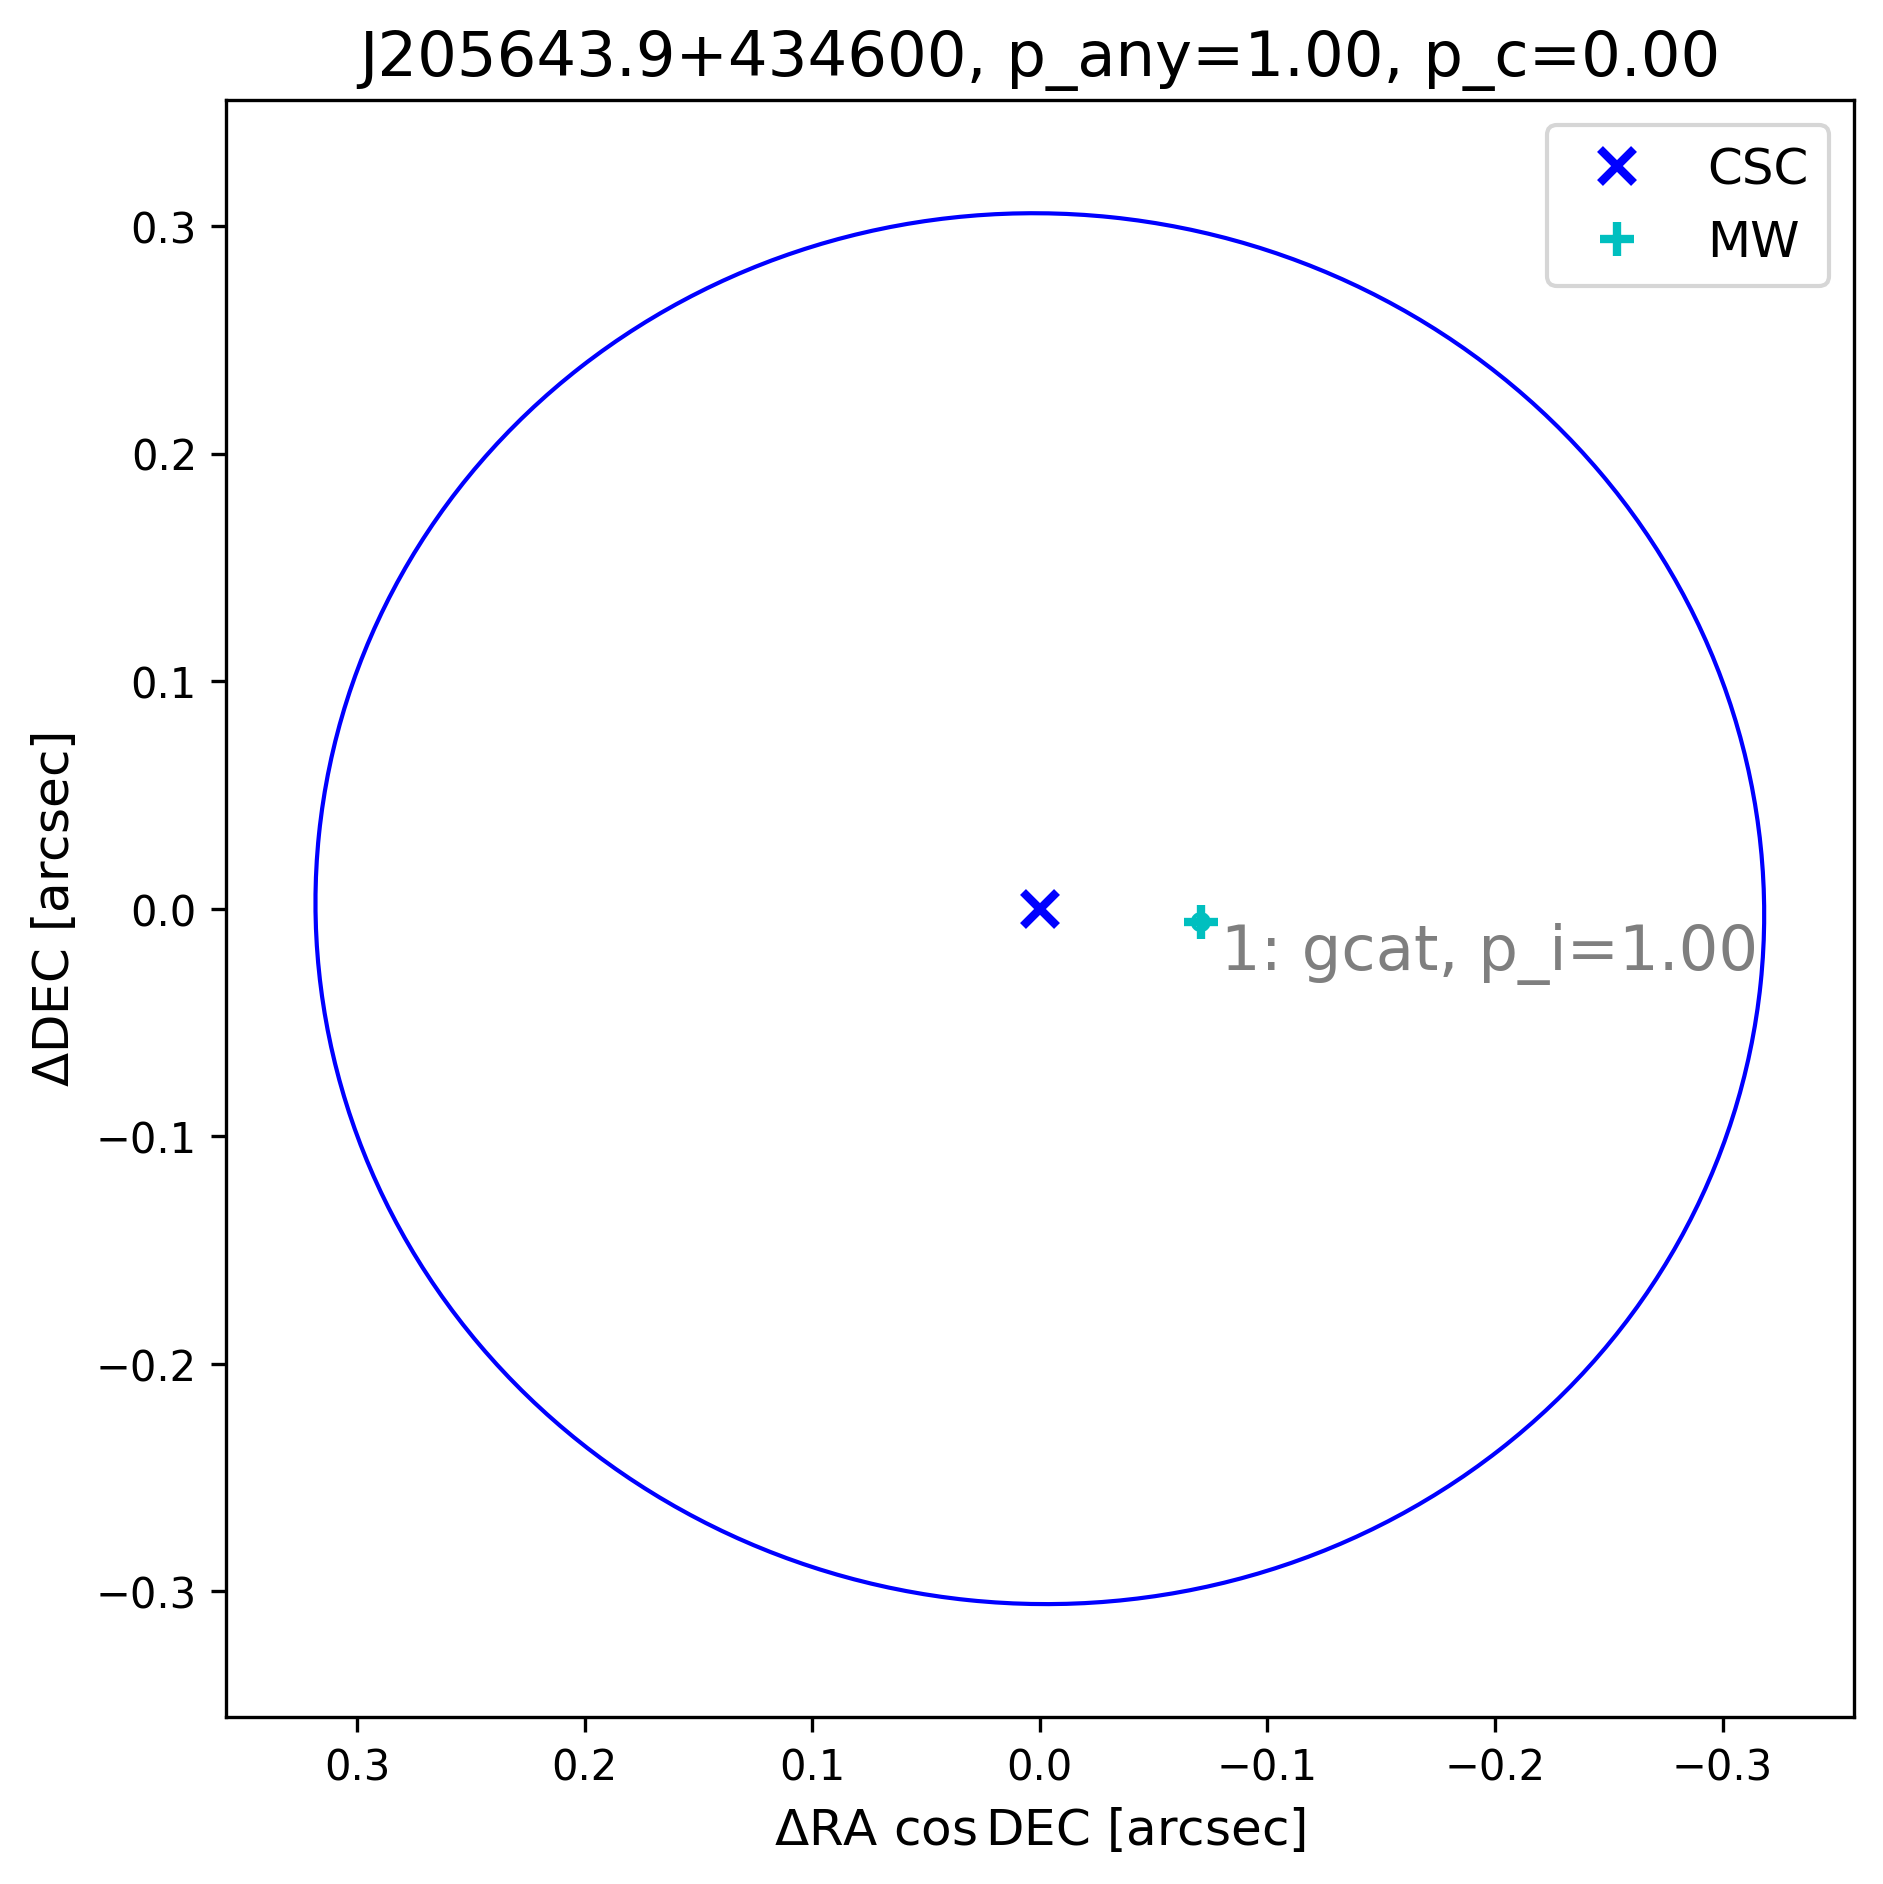 J205643.9+434600, p_any=1.00, p_c=0.00
CSC
MW
0.3
0.2
0.1
0.0
−0.1
−0.2
−0.3
ΔDEC [arcsec]
1: gcat, p_i=1.00
0.3
0.2
0.1
0.0
−0.1
−0.2
−0.3
ΔRA cos DEC [arcsec]